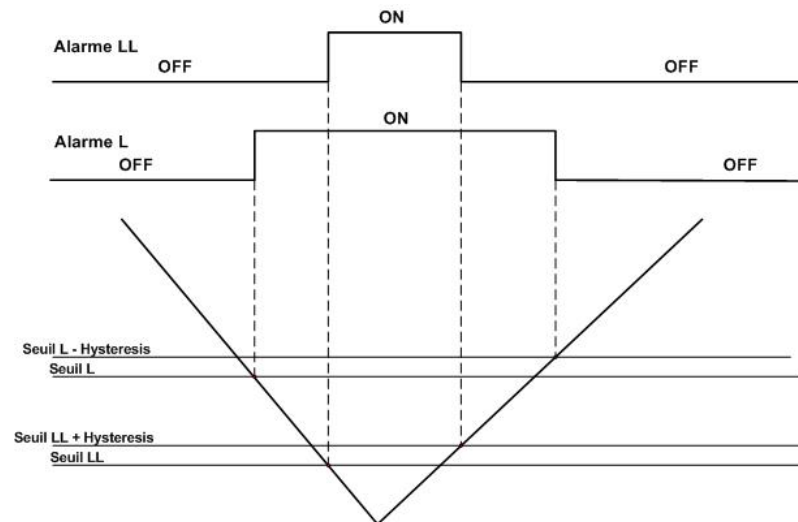 ON
Alarme LL
OFF
OFF
ON
Alarme L
OFF
OFF
Seuil L - Hysteresis
Seuil L
Seuil LL + Hysteresis
Seuil LL